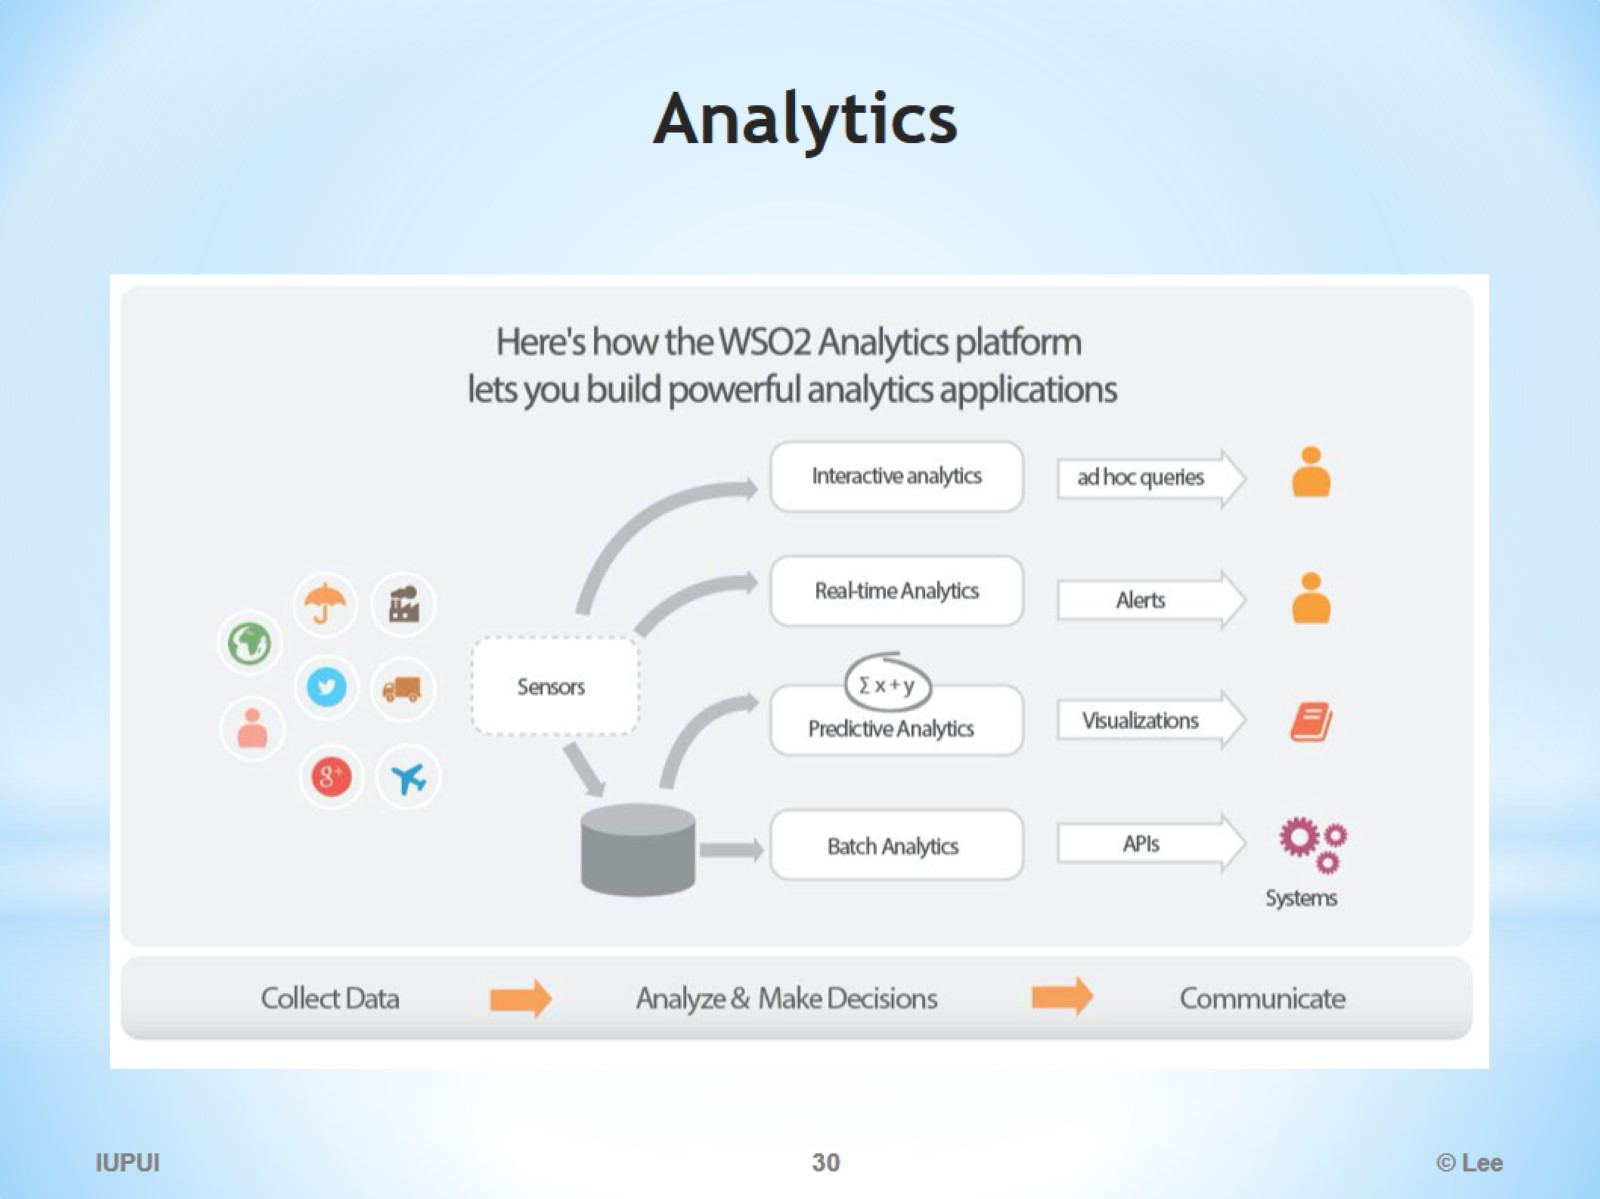 Analytics
Here's how the WSO2 Analytics platform
lets you build powerful analytics applications
Interactive analytics
ad hoc queries
Real-time Analytics
Alerts
Sensors
Σx+y
Predictive Analytics
Visualizations
g+
Batch Analytics
APIs
Systems
Collect Data
Analyze & Make Decisions
Communicate
IUPUI
30
© Lee